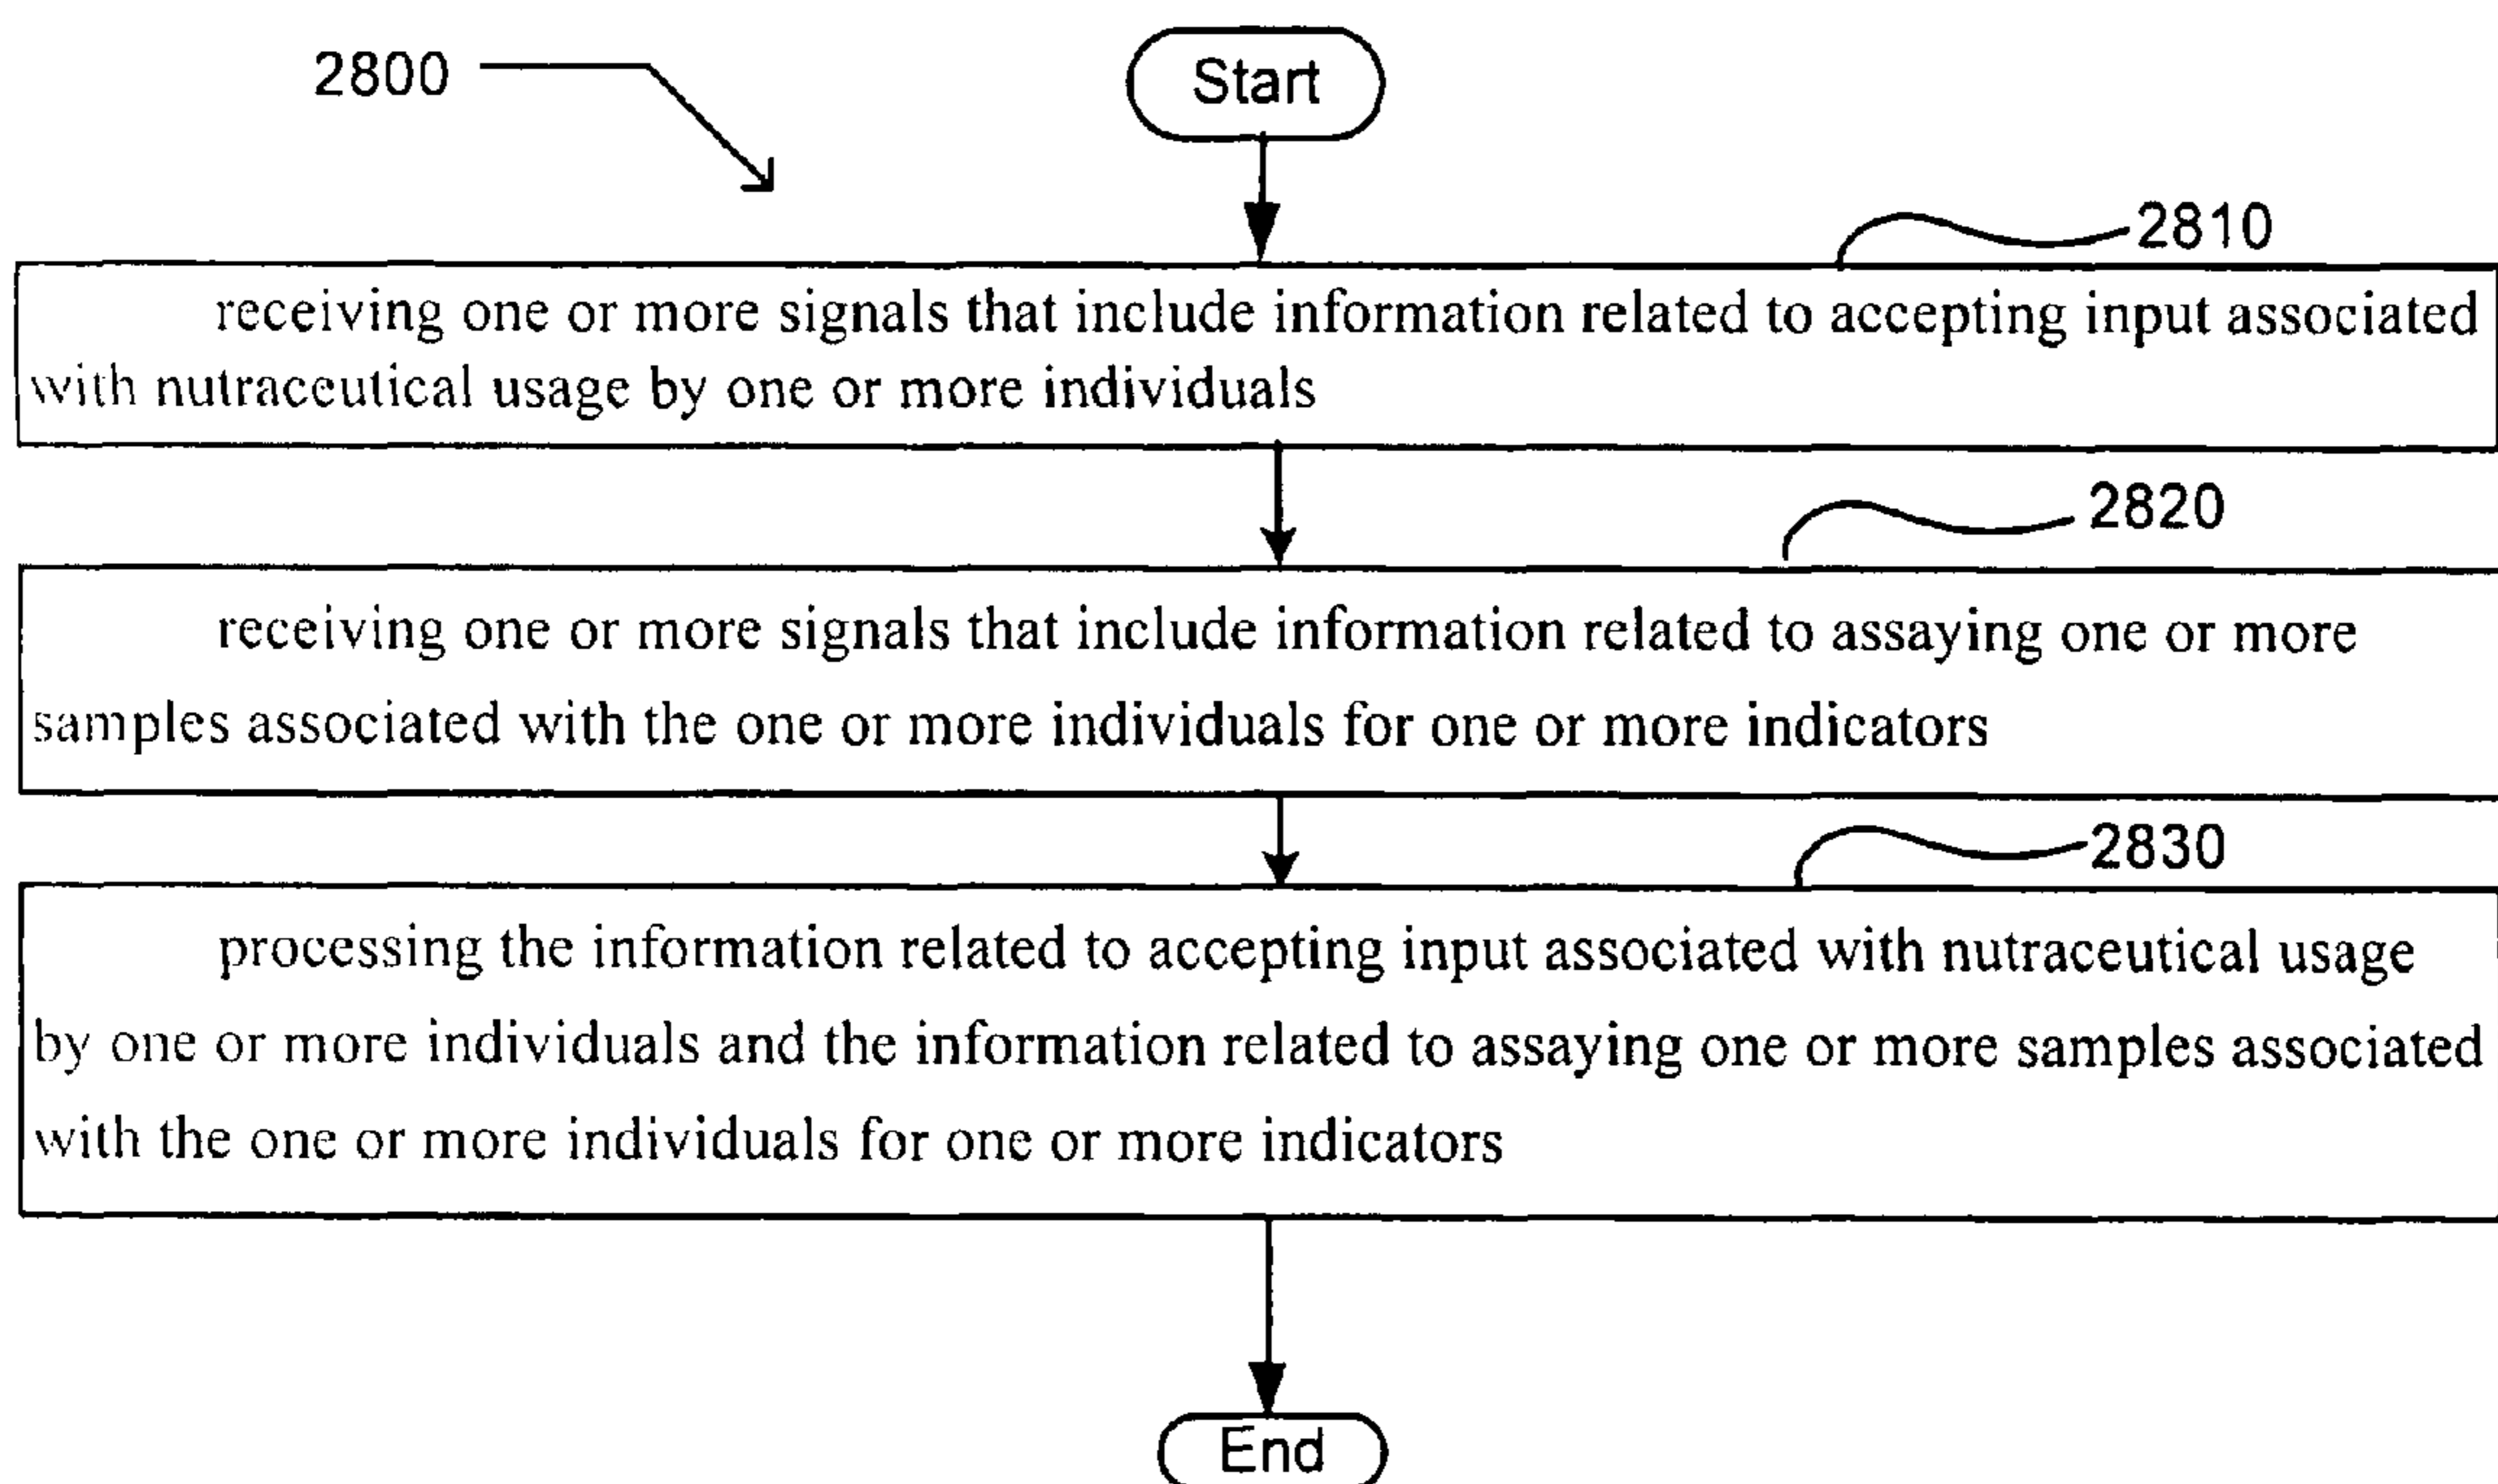 2800
Start
2810
receiving one or more signals that include information related to accepting input associated
with nutraceutical usage by one or more individuals
2820
receiving one or more signals that include information related to assaying one or more
samples associated with the one or more individuals for one or more indicators
2830
processing the information related to accepting input associated with nutraceutical usage
by one or more individuals and the information related to assaying one or more samples associated
with the one or more individuals for one or more indicators
End